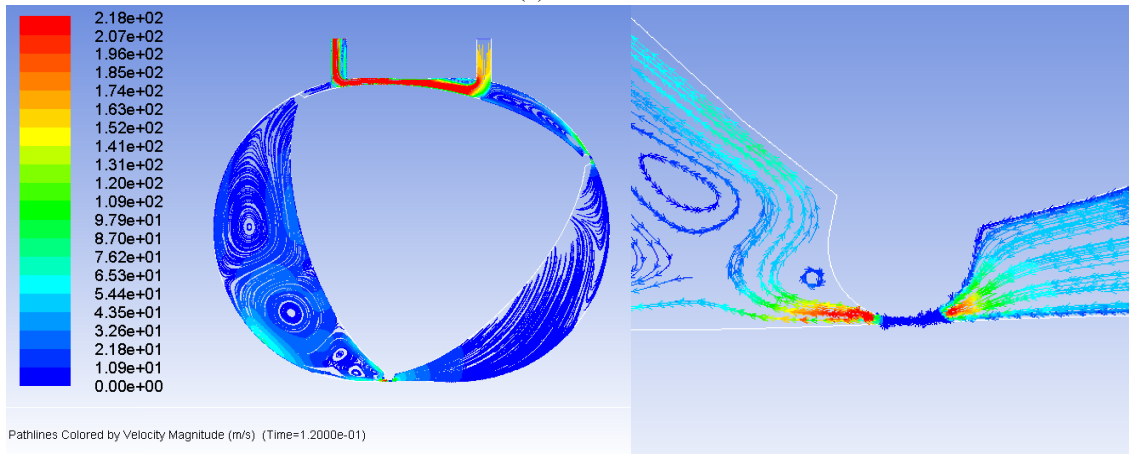 2.18e+02
2.07e+02
1.96e+02
1.85e+02
1.74e+02
1.63e+02
1.52e+02
1.41e+02
1.31e+02
1.20e+02
1.09e+02
9.79e+01
8.70e+01
7.62e+01
6.53e+01
5.44e+01
4.35e+01
3.26e+01
2.18e+01
1.09e+01
0.00e+00
Pathlines Colored by Velocity Magnitude (m/s) (Time=1.2000e-01)